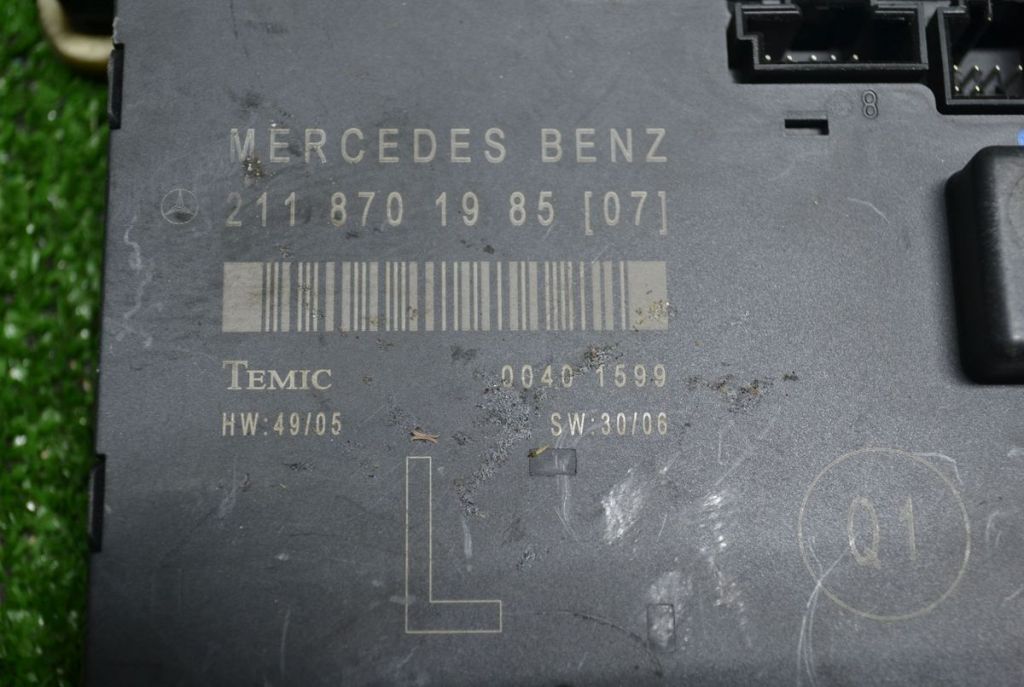 8
MERCEDES BENZ
211 870 19 85 [07]
TEMIC 0040 1599
HW:49/05 SW:30/06
L
Q1